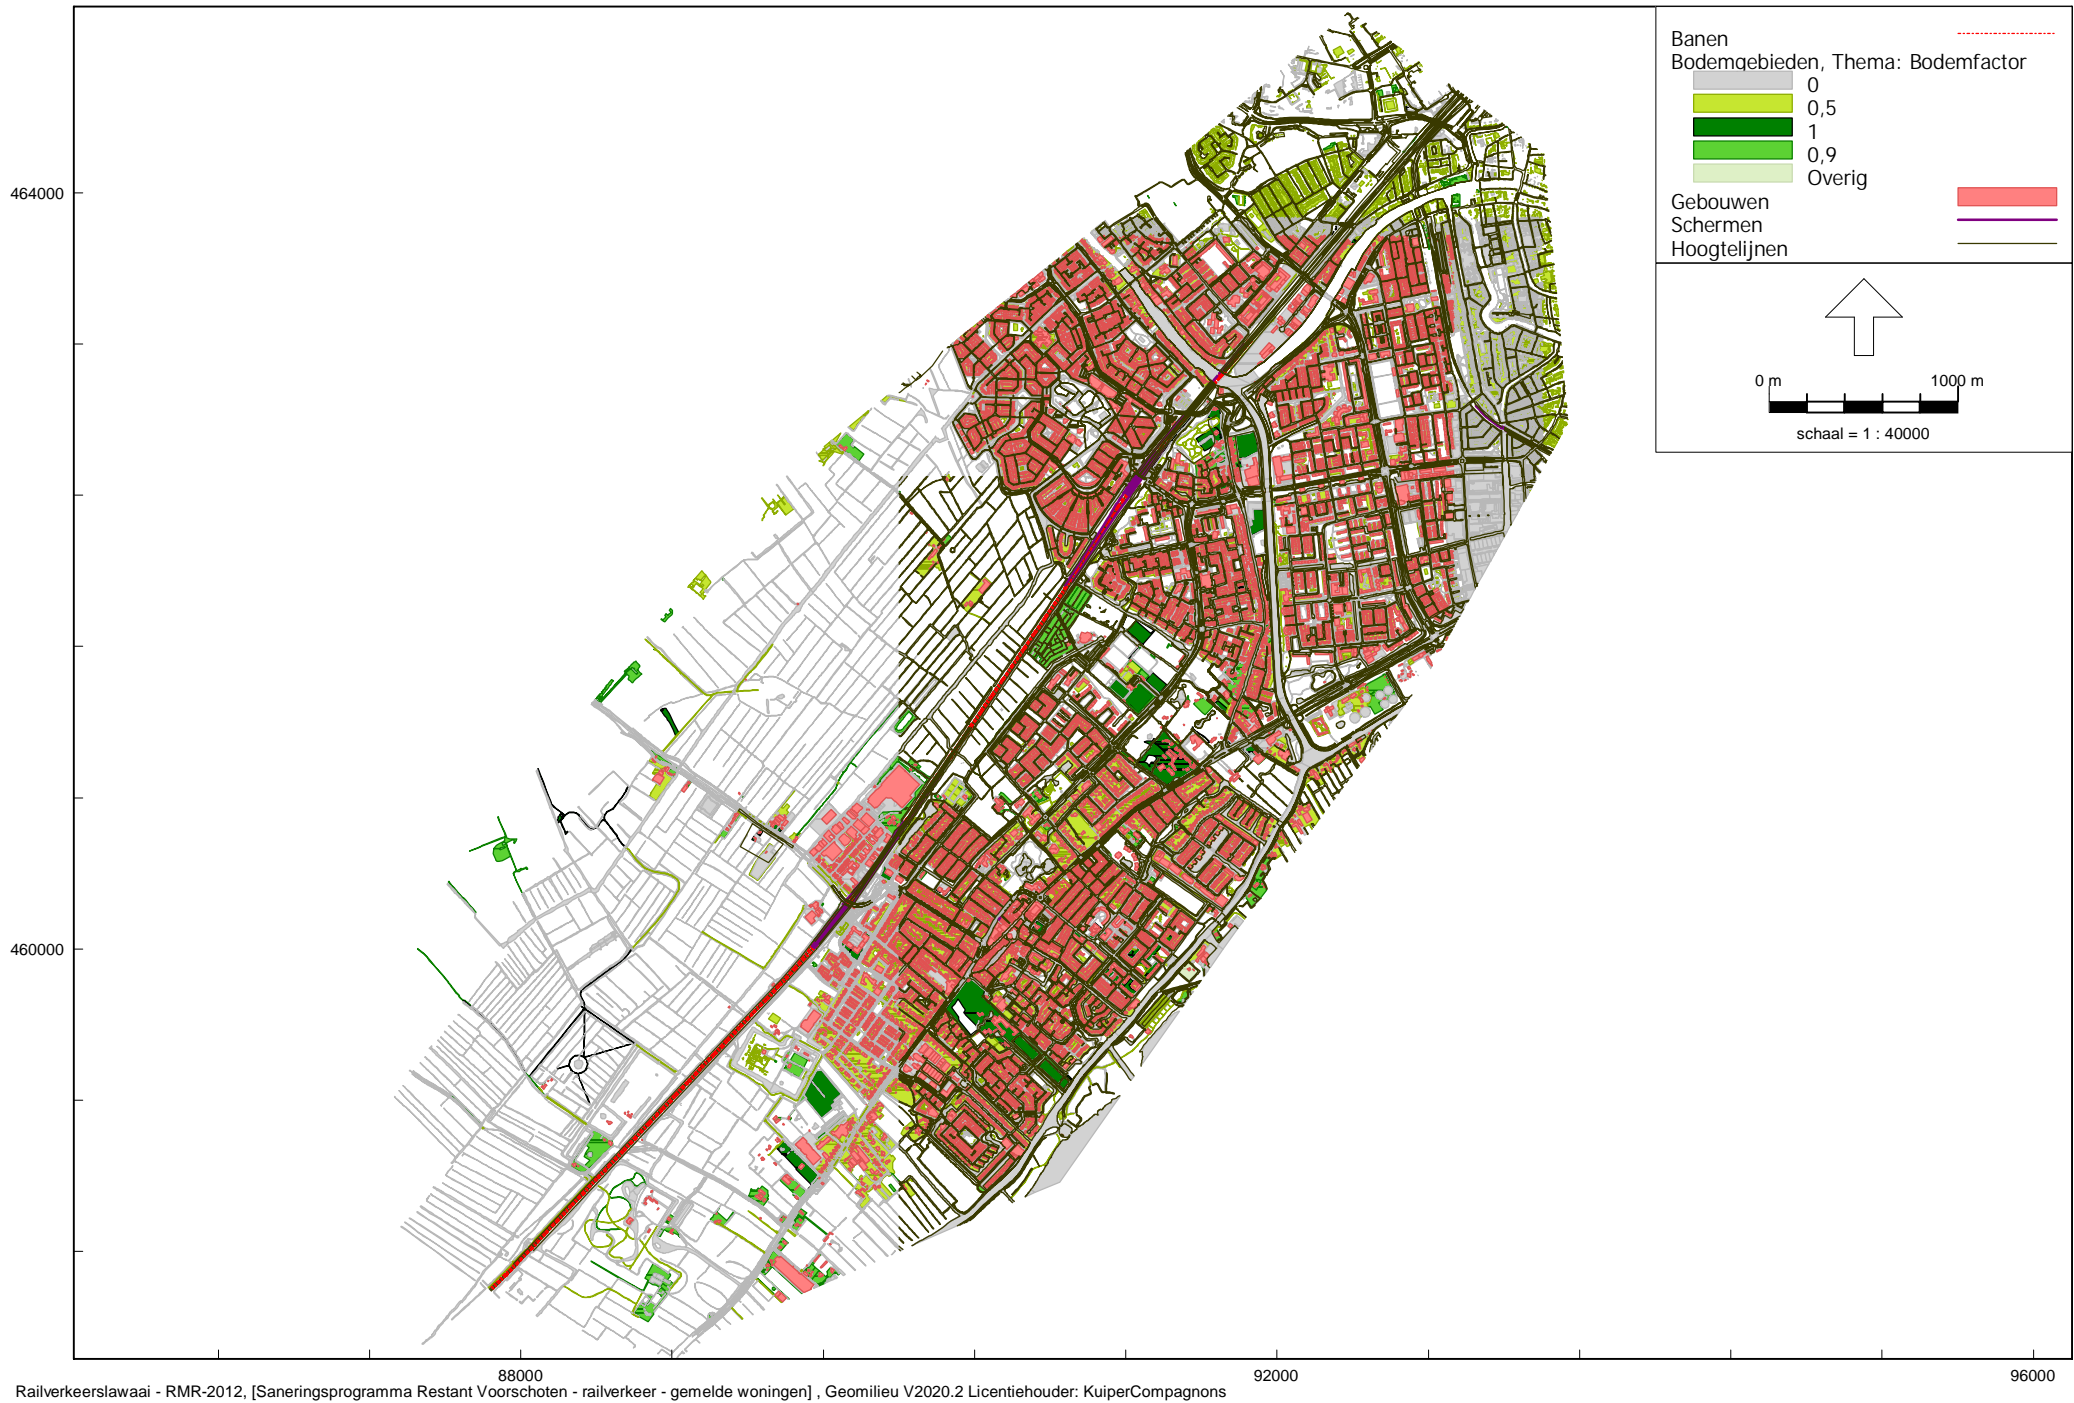 Banen
Bodemgebieden, Thema: Bodemfactor
0
0,5
1
0,9
Overig
Gebouwen
Schermen
Hoogtelijnen
0 m 1000 m
schaal = 1 : 40000
464000
460000
88000 92000 96000
Railverkeerslawaai - RMR-2012, [Saneringsprogramma Restant Voorschoten - railverkeer - gemelde woningen] , Geomilieu V2020.2 Licentiehouder: KuiperCompagnons